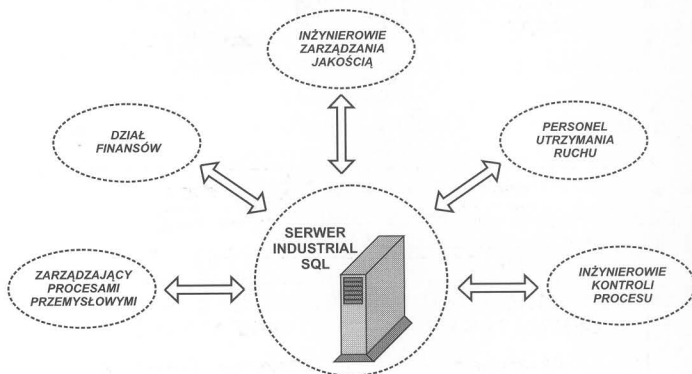 INŻYNIEROWIE
ZARZĄDZANIA
JAKOŚCIĄ
DZIAŁ
FINANSÓW
PERSONEL
UTRZYMANIA
RUCHU
SERWER
INDUSTRIAL
SQL
ZARZĄDZAJĄCY
PROCESAMI
PRZEMYSŁOWYMI
INŻYNIEROWIE
KONTROLI
PROCESU